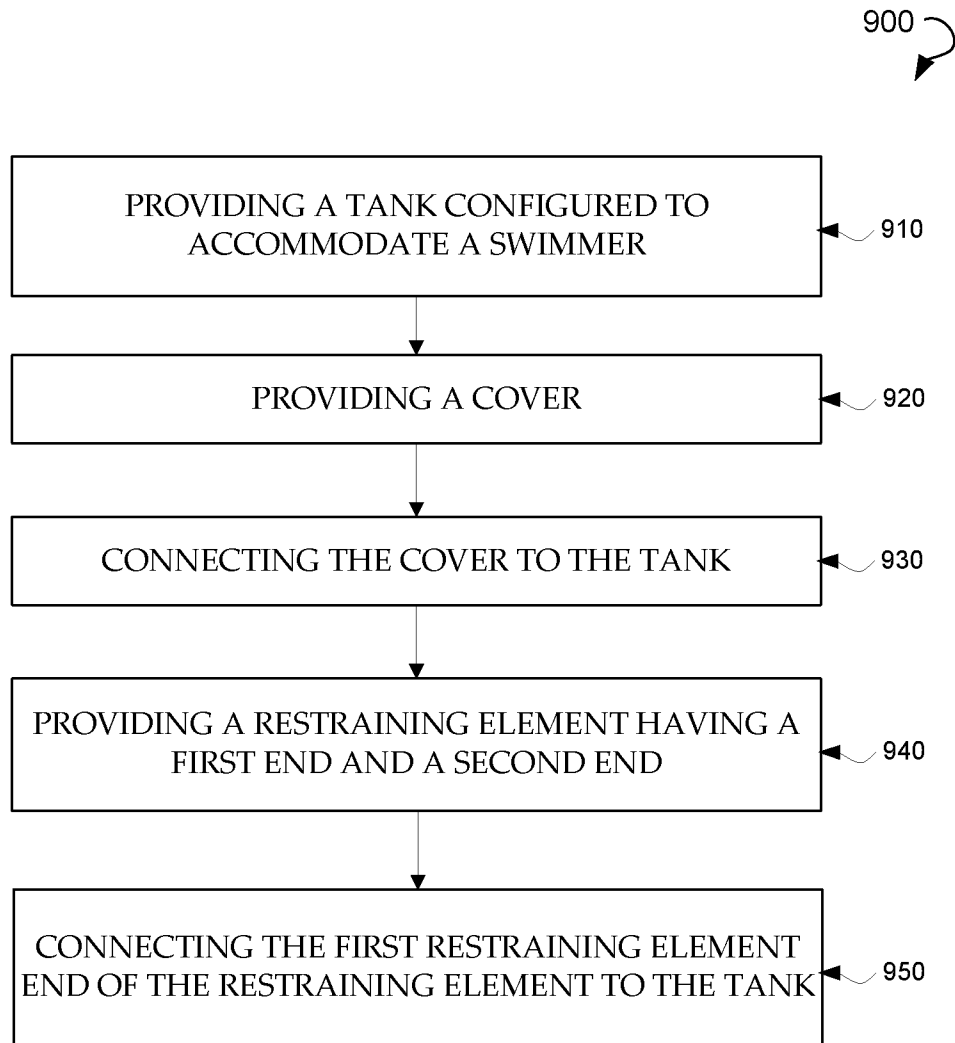 900
PROVIDING A TANK CONFIGURED TO
ACCOMMODATE A SWIMMER
910
PROVIDING A COVER
920
CONNECTING THE COVER TO THE TANK
930
PROVIDING A RESTRAINING ELEMENT HAVING A
FIRST END AND A SECOND END
940
CONNECTING THE FIRST RESTRAINING ELEMENT
END OF THE RESTRAINING ELEMENT TO THE TANK
950